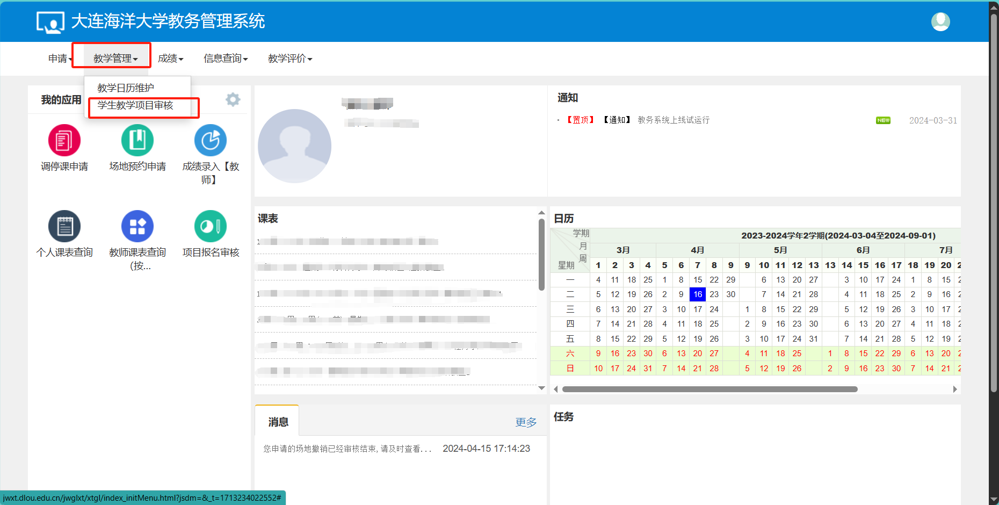 大连海洋大学教务管理系统
申请 教学管理 成绩 信息查询 教学评价
教学日历维护
学生教学项目审核
我的应用
调停课申请
场地预约申请
成绩录入【教
师】
个人课表查询
教师课表查询
（按...
项目报名审核
通知
【置顶】 【通知】 教务系统上线试运行 NEW 2024-03-31
课表
日历
学期
月
周
星期
2023-2024学年2学期(2024-03-04至2024-09-01)
3月 4月 5月 6月 7月
1 2 3 4 5 6 7 8 9 9 10 11 12 13 13 14 15 16 17 18 19 20 2
一 4 11 18 25 1 8 15 22 29 6 13 20 27 3 10 17 24 1 8 15 2
二 5 12 19 26 2 9 16 23 30 7 14 21 28 4 11 18 25 2 9 16 2
三 6 13 20 27 3 10 17 24 1 8 15 22 29 5 12 19 26 3 10 17 2
四 7 14 21 28 4 11 18 25 2 9 16 23 30 6 13 20 27 4 11 18 2
五 8 15 22 29 5 12 19 26 3 10 17 24 31 7 14 21 28 5 12 19 2
六 9 16 23 30 6 13 20 27 4 11 18 25 1 8 15 22 29 6 13 20 2
日 10 17 24 31 7 14 21 28 5 12 19 26 2 9 16 23 30 7 14 21 2
消息
更多
您申请的场地撤销已经审核结束,请及时查看... 2024-04-15 17:14:23
任务
jwxt.dlou.edu.cn/jwglxt/xtgl/index_initMenu.html?jsdm=&_t=1713234022552#